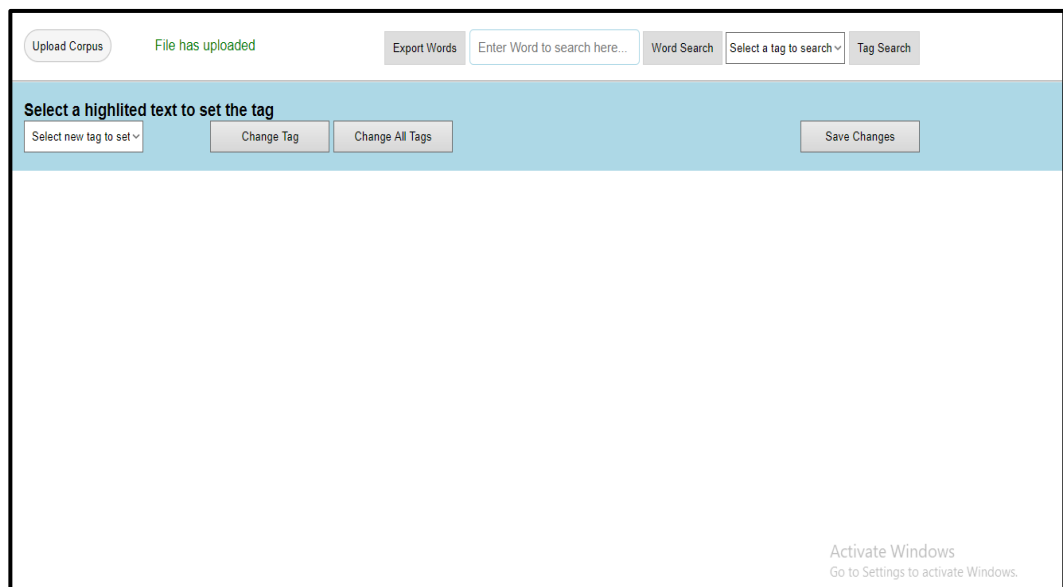 Upload Corpus File has uploaded Export Words Enter Word to search here... Word Search Select a tag to search Tag Search
Select a highlited text to set the tag
Select new tag to set Change Tag Change All Tags Save Changes
Activate Windows
Go to Settings to activate Windows.